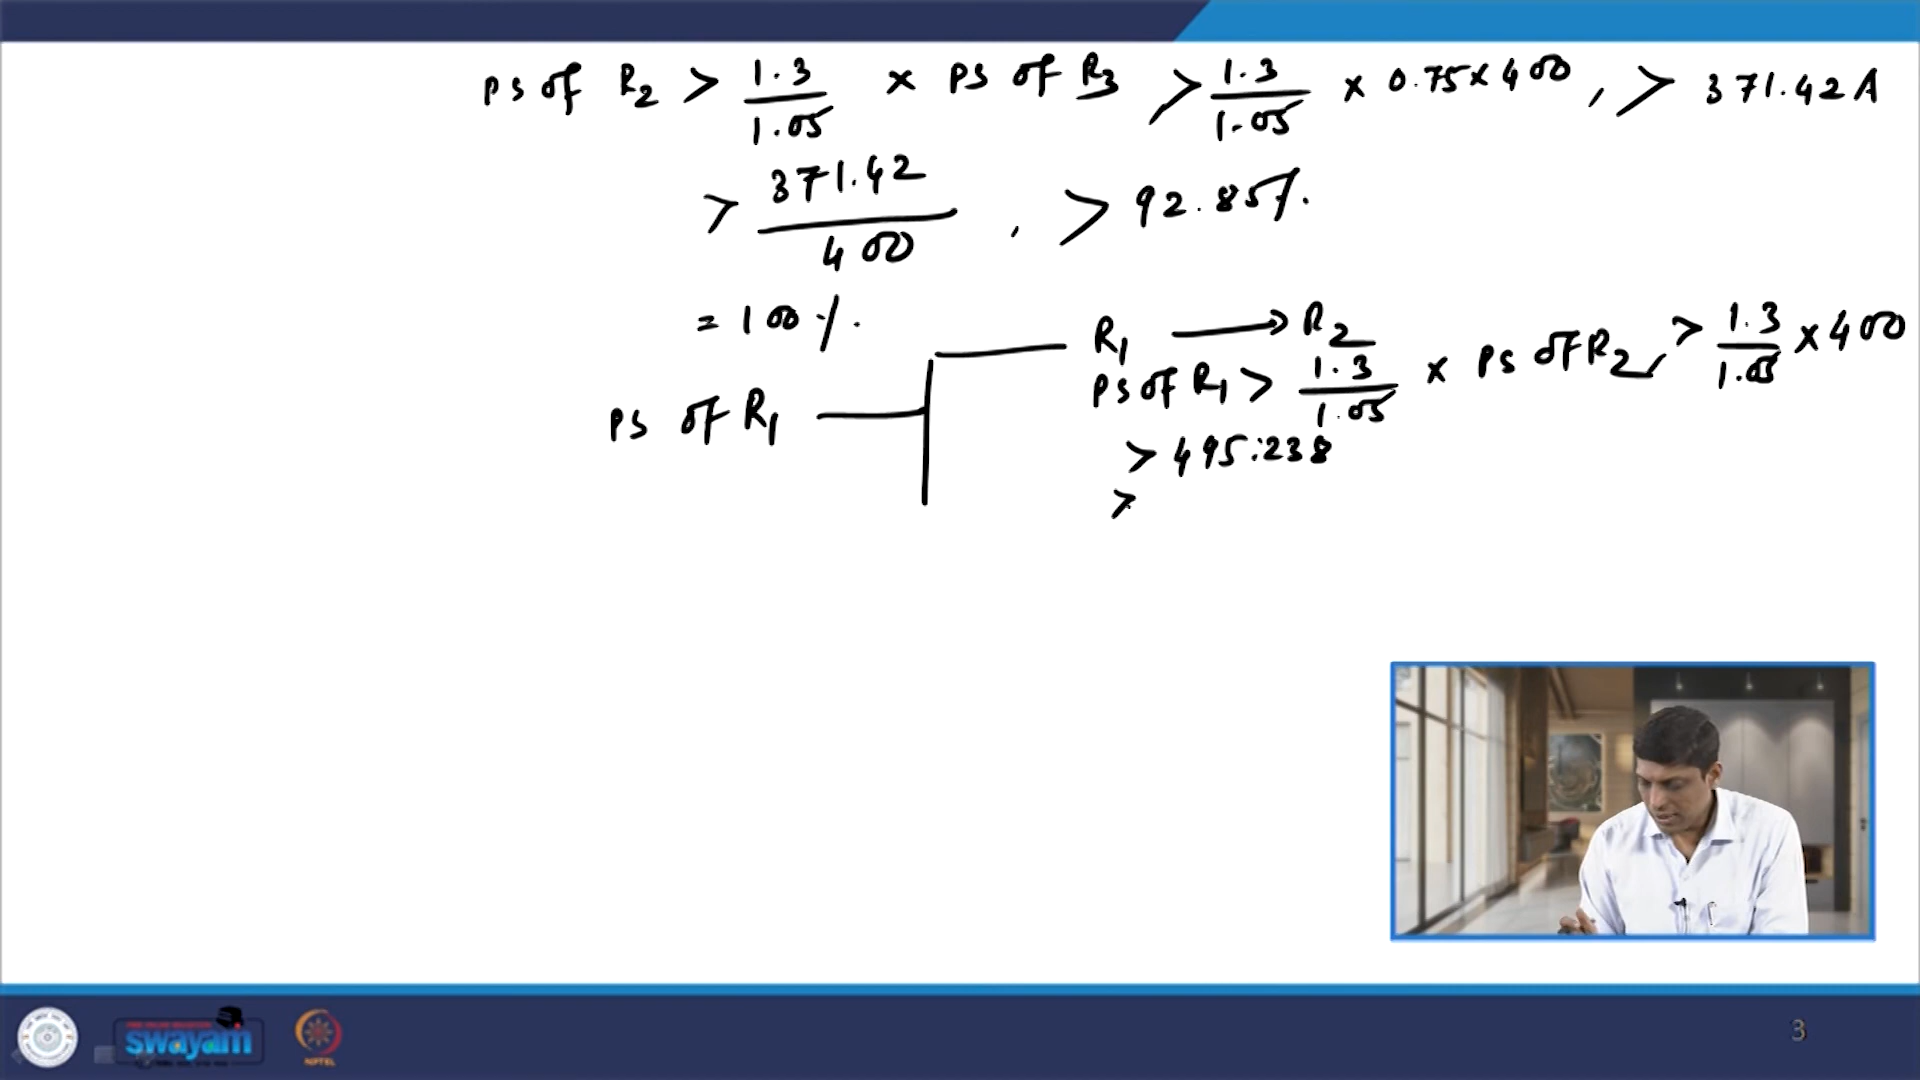 PS of R2 > 1.3/1.05 × PS of R3 > 1.3/1.05 × 0.75×400, > 371.42A
> 371.42/400, > 92.85%.
= 100%.
R1 → R2
PS of R1
PS of R1 > 1.3/1.05 × PS of R2, > 1.3/1.05 × 400
> 495.238
>
swayam
NPTEL
3